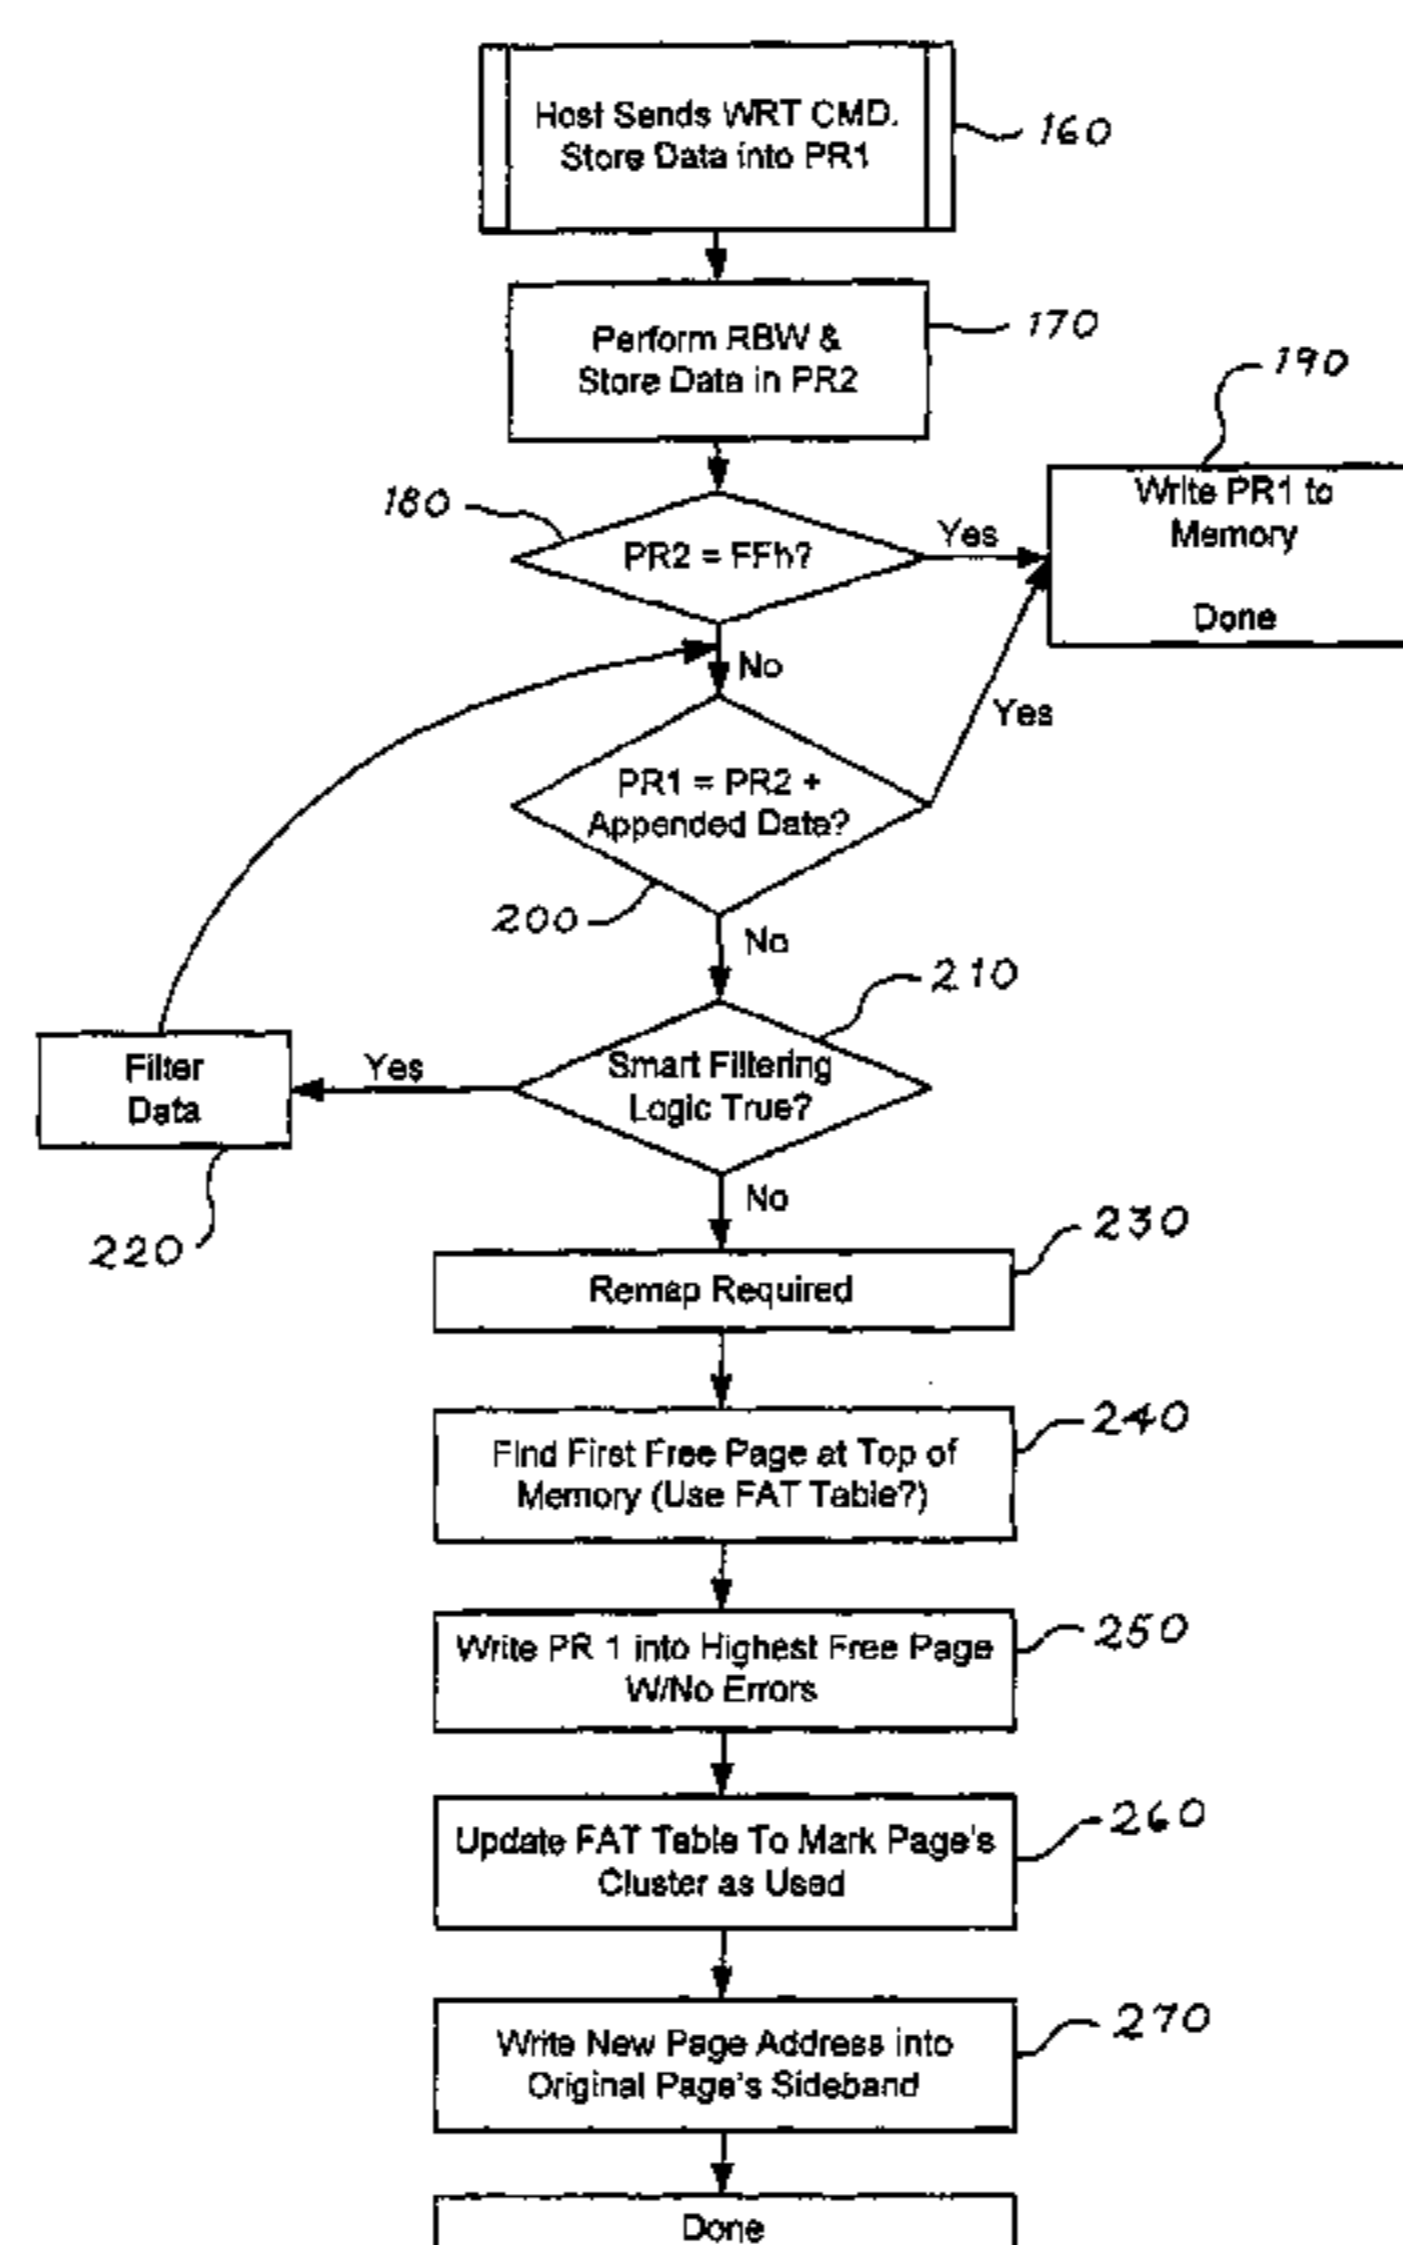 Host Sends WRT CMD.
Store Data into PR1
160
Perform RBW &
Store Data in PR2
170
190
Write PR1 to
Memory
Done
180
PR2 = FFh?
Yes
No
Yes
PR1 = PR2 +
Appended Date?
200
No
210
Smart Filtering
Logic True?
Yes
Filter
Data
220
No
230
Remap Required
240
Find First Free Page at Top of
Memory (Use FAT Table?)
250
Write PR 1 into Highest Free Page
W/No Errors
260
Update FAT Table To Mark Page's
Cluster as Used
270
Write New Page Address into
Original Page's Sideband
Done